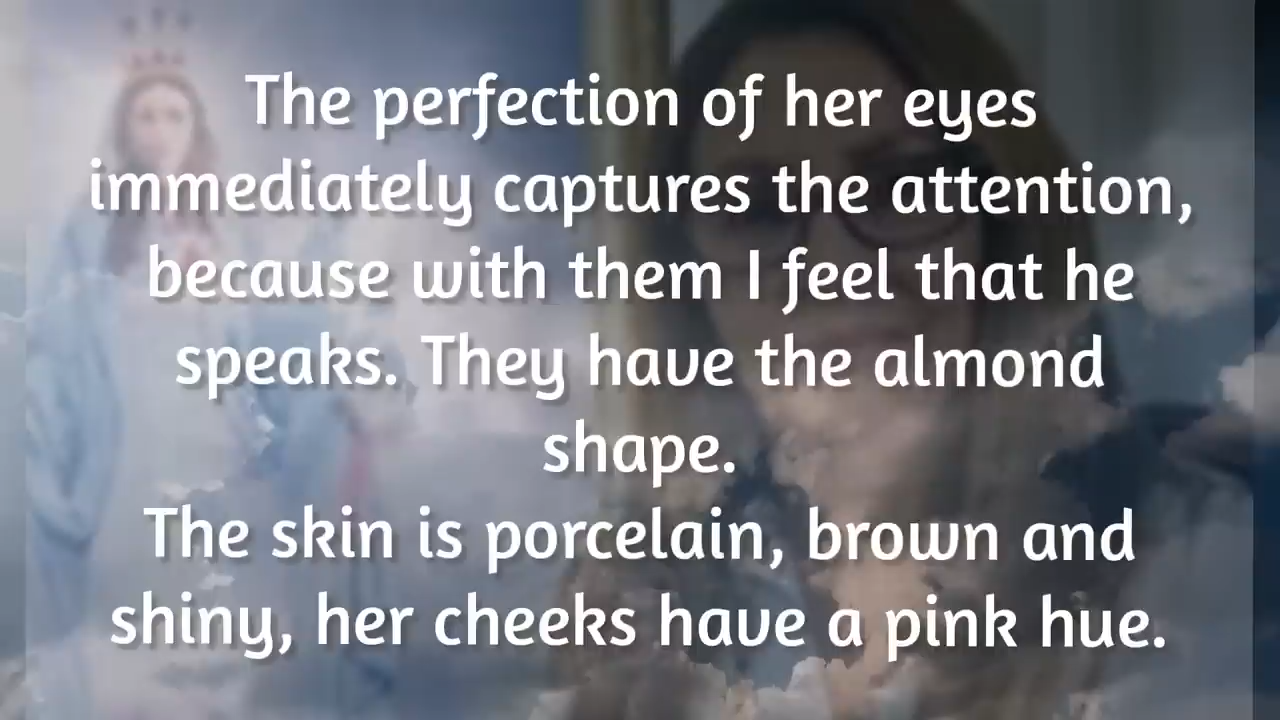 The perfection of her eyes
immediately captures the attention,
because with them I feel that he
speaks. They have the almond
shape.
The skin is porcelain, brown and
shiny, her cheeks have a pink hue.